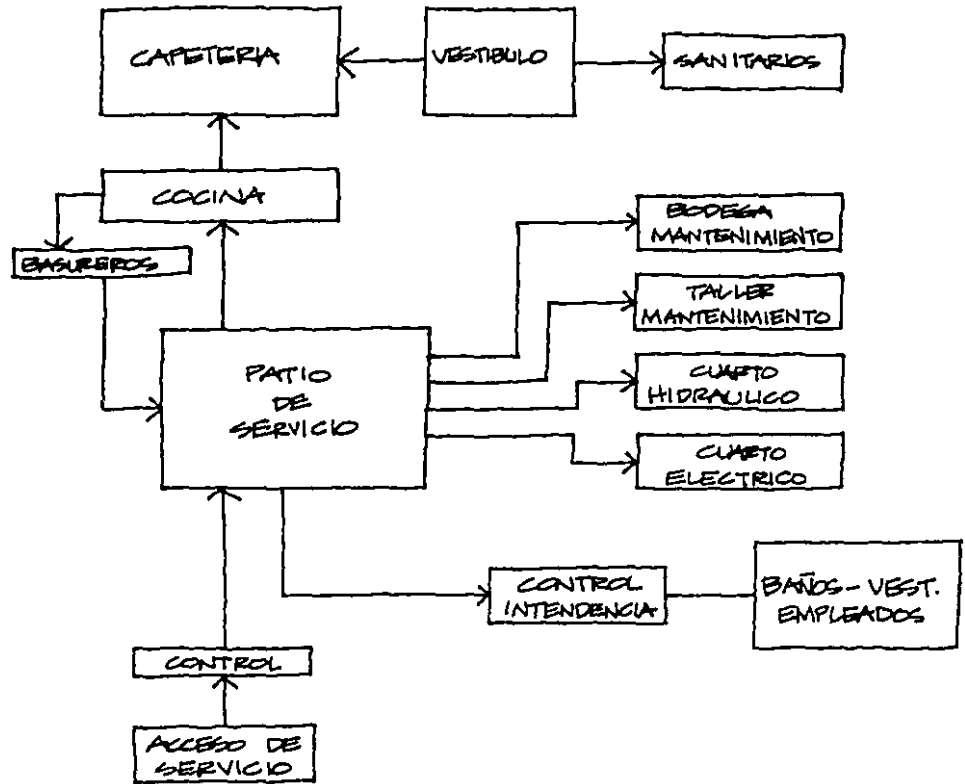 CAFETERIA
VESTIBULO
SANITARIOS
COCINA
BASUREROS
BODEGA
MANTENIMIENTO
TALLER
MANTENIMIENTO
PATIO
DE
SERVICIO
CUARTO
HIDRAULICO
CUARTO
ELECTRICO
CONTROL
INTENDENCIA
BAÑOS-VEST.
EMPLEADOS
CONTROL
ACCESO DE
SERVICIO